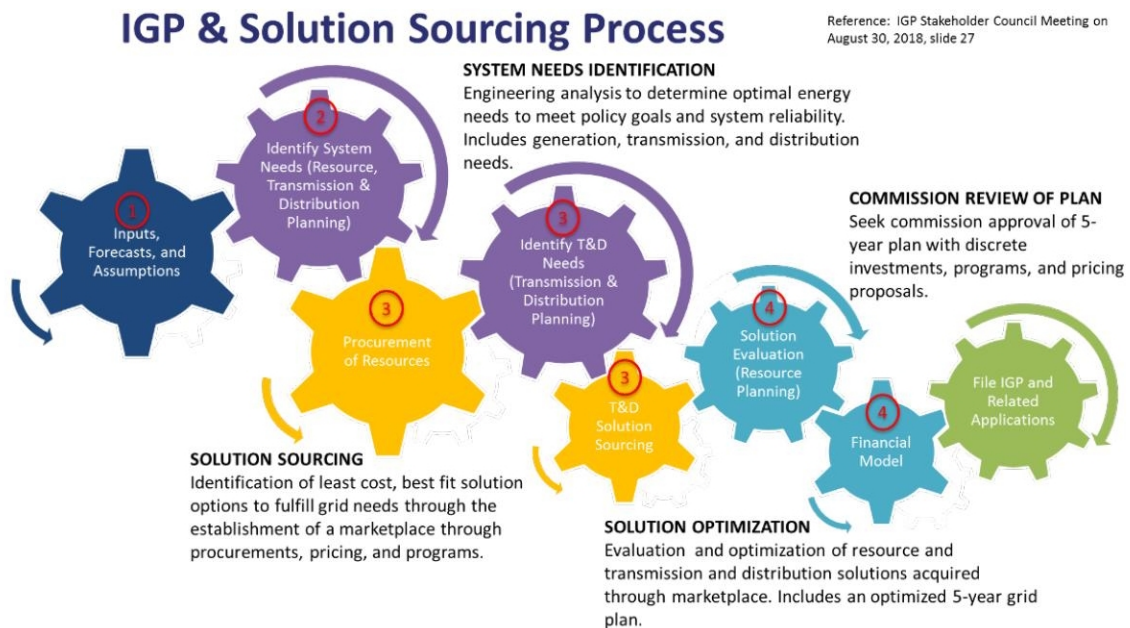 IGP & Solution Sourcing Process
Reference: IGP Stakeholder Council Meeting on
August 30, 2018, slide 27
SYSTEM NEEDS IDENTIFICATION
Engineering analysis to determine optimal energy
needs to meet policy goals and system reliability.
Includes generation, transmission, and distribution
needs.
1
Inputs,
Forecasts, and
Assumptions
2
Identify System
Needs (Resource,
Transmission &
Distribution
Planning)
3
Procurement
of Resources
3
Identify T&D
Needs
(Transmission &
Distribution
Planning)
3
T&D
Solution
Sourcing
4
Solution
Evaluation
(Resource
Planning)
4
Financial
Model
COMMISSION REVIEW OF PLAN
Seek commission approval of 5-
year plan with discrete
investments, programs, and pricing
proposals.
File IGP and
Related
Applications
SOLUTION SOURCING
Identification of least cost, best fit solution
options to fulfill grid needs through the
establishment of a marketplace through
procurements, pricing, and programs.
SOLUTION OPTIMIZATION
Evaluation and optimization of resource and
transmission and distribution solutions acquired
through marketplace. Includes an optimized 5-year grid
plan.